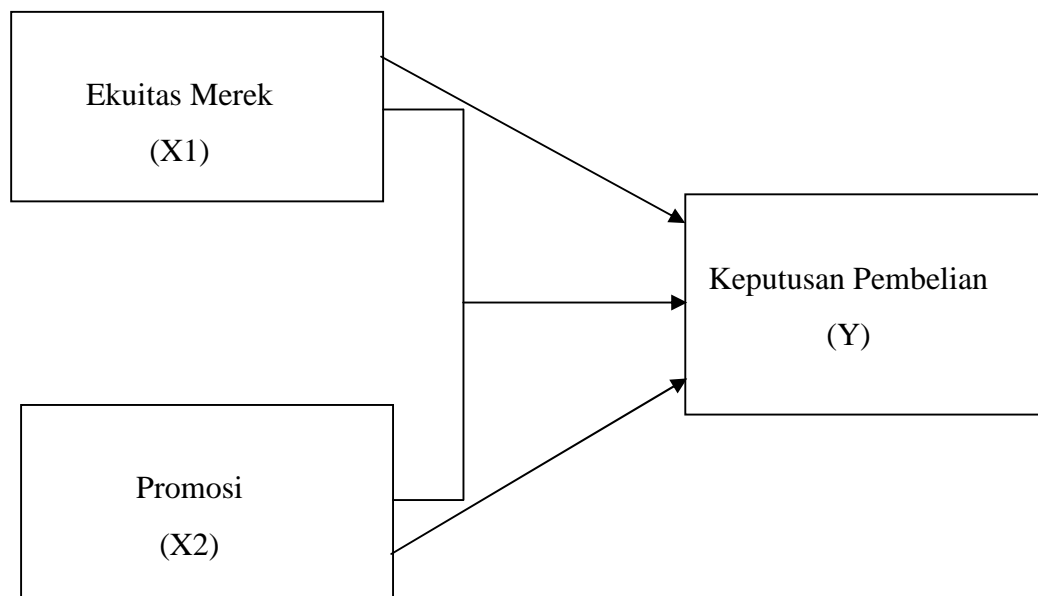 Ekuitas Merek
(X1)
Keputusan Pembelian
(Y)
Promosi
(X2)